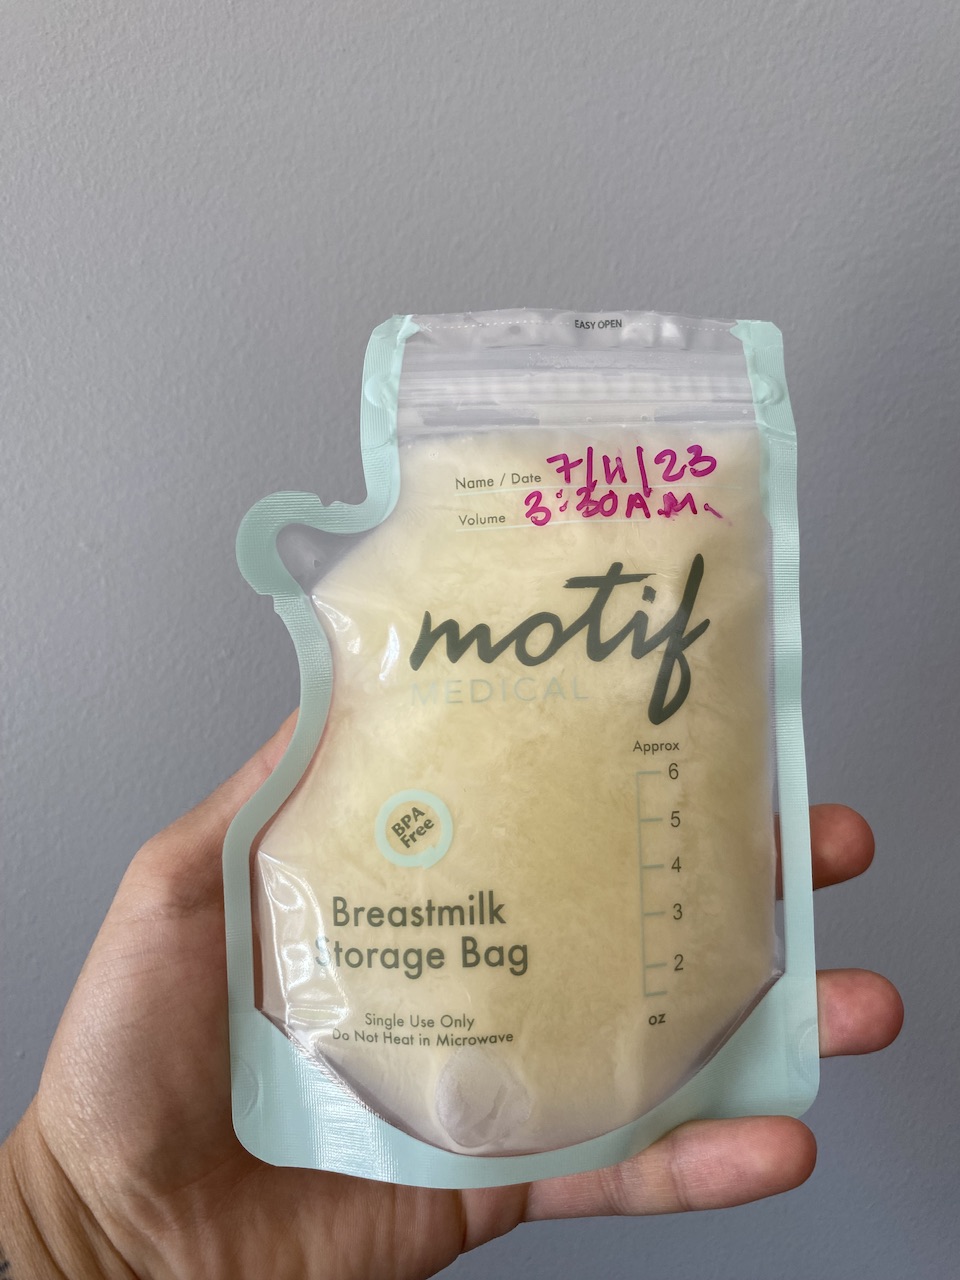 EASY OPEN
Name / Date 7/11/23
Volume 3:30 A.M.
motif
MEDICAL
Approx
6
5
BPA
Free
4
Breastmilk
3
Storage Bag
2
Single Use Only
oz
Do Not Heat in Microwave